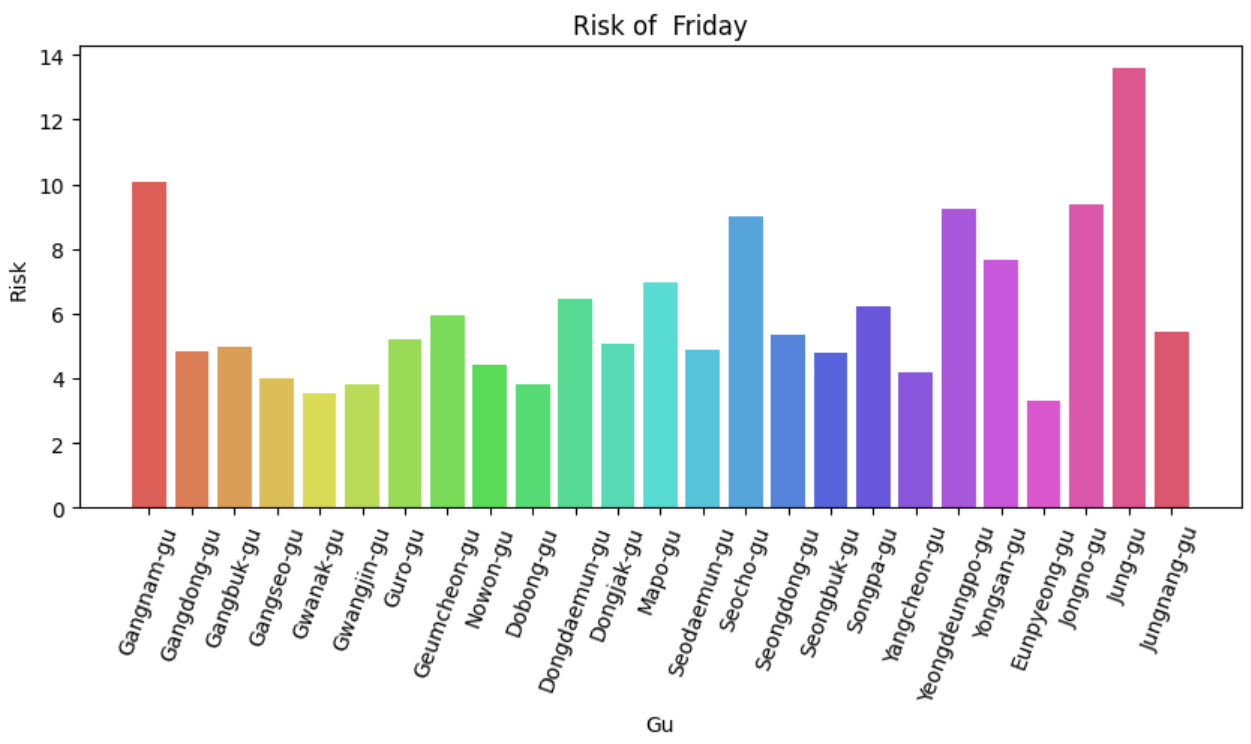 Risk of  Friday
14
12
10
8
6
4
2
0
Risk
Gangnam-gu
Gangdong-gu
Gangbuk-gu
Gangseo-gu
Gwanak-gu
Gwangjin-gu
Guro-gu
Geumcheon-gu
Nowon-gu
Dobong-gu
Dongdaemun-gu
Dongjak-gu
Mapo-gu
Seodaemun-gu
Seocho-gu
Seongdong-gu
Seongbuk-gu
Songpa-gu
Yangcheon-gu
Yeongdeungpo-gu
Yongsan-gu
Eunpyeong-gu
Jongno-gu
Jung-gu
Jungnang-gu
Gu